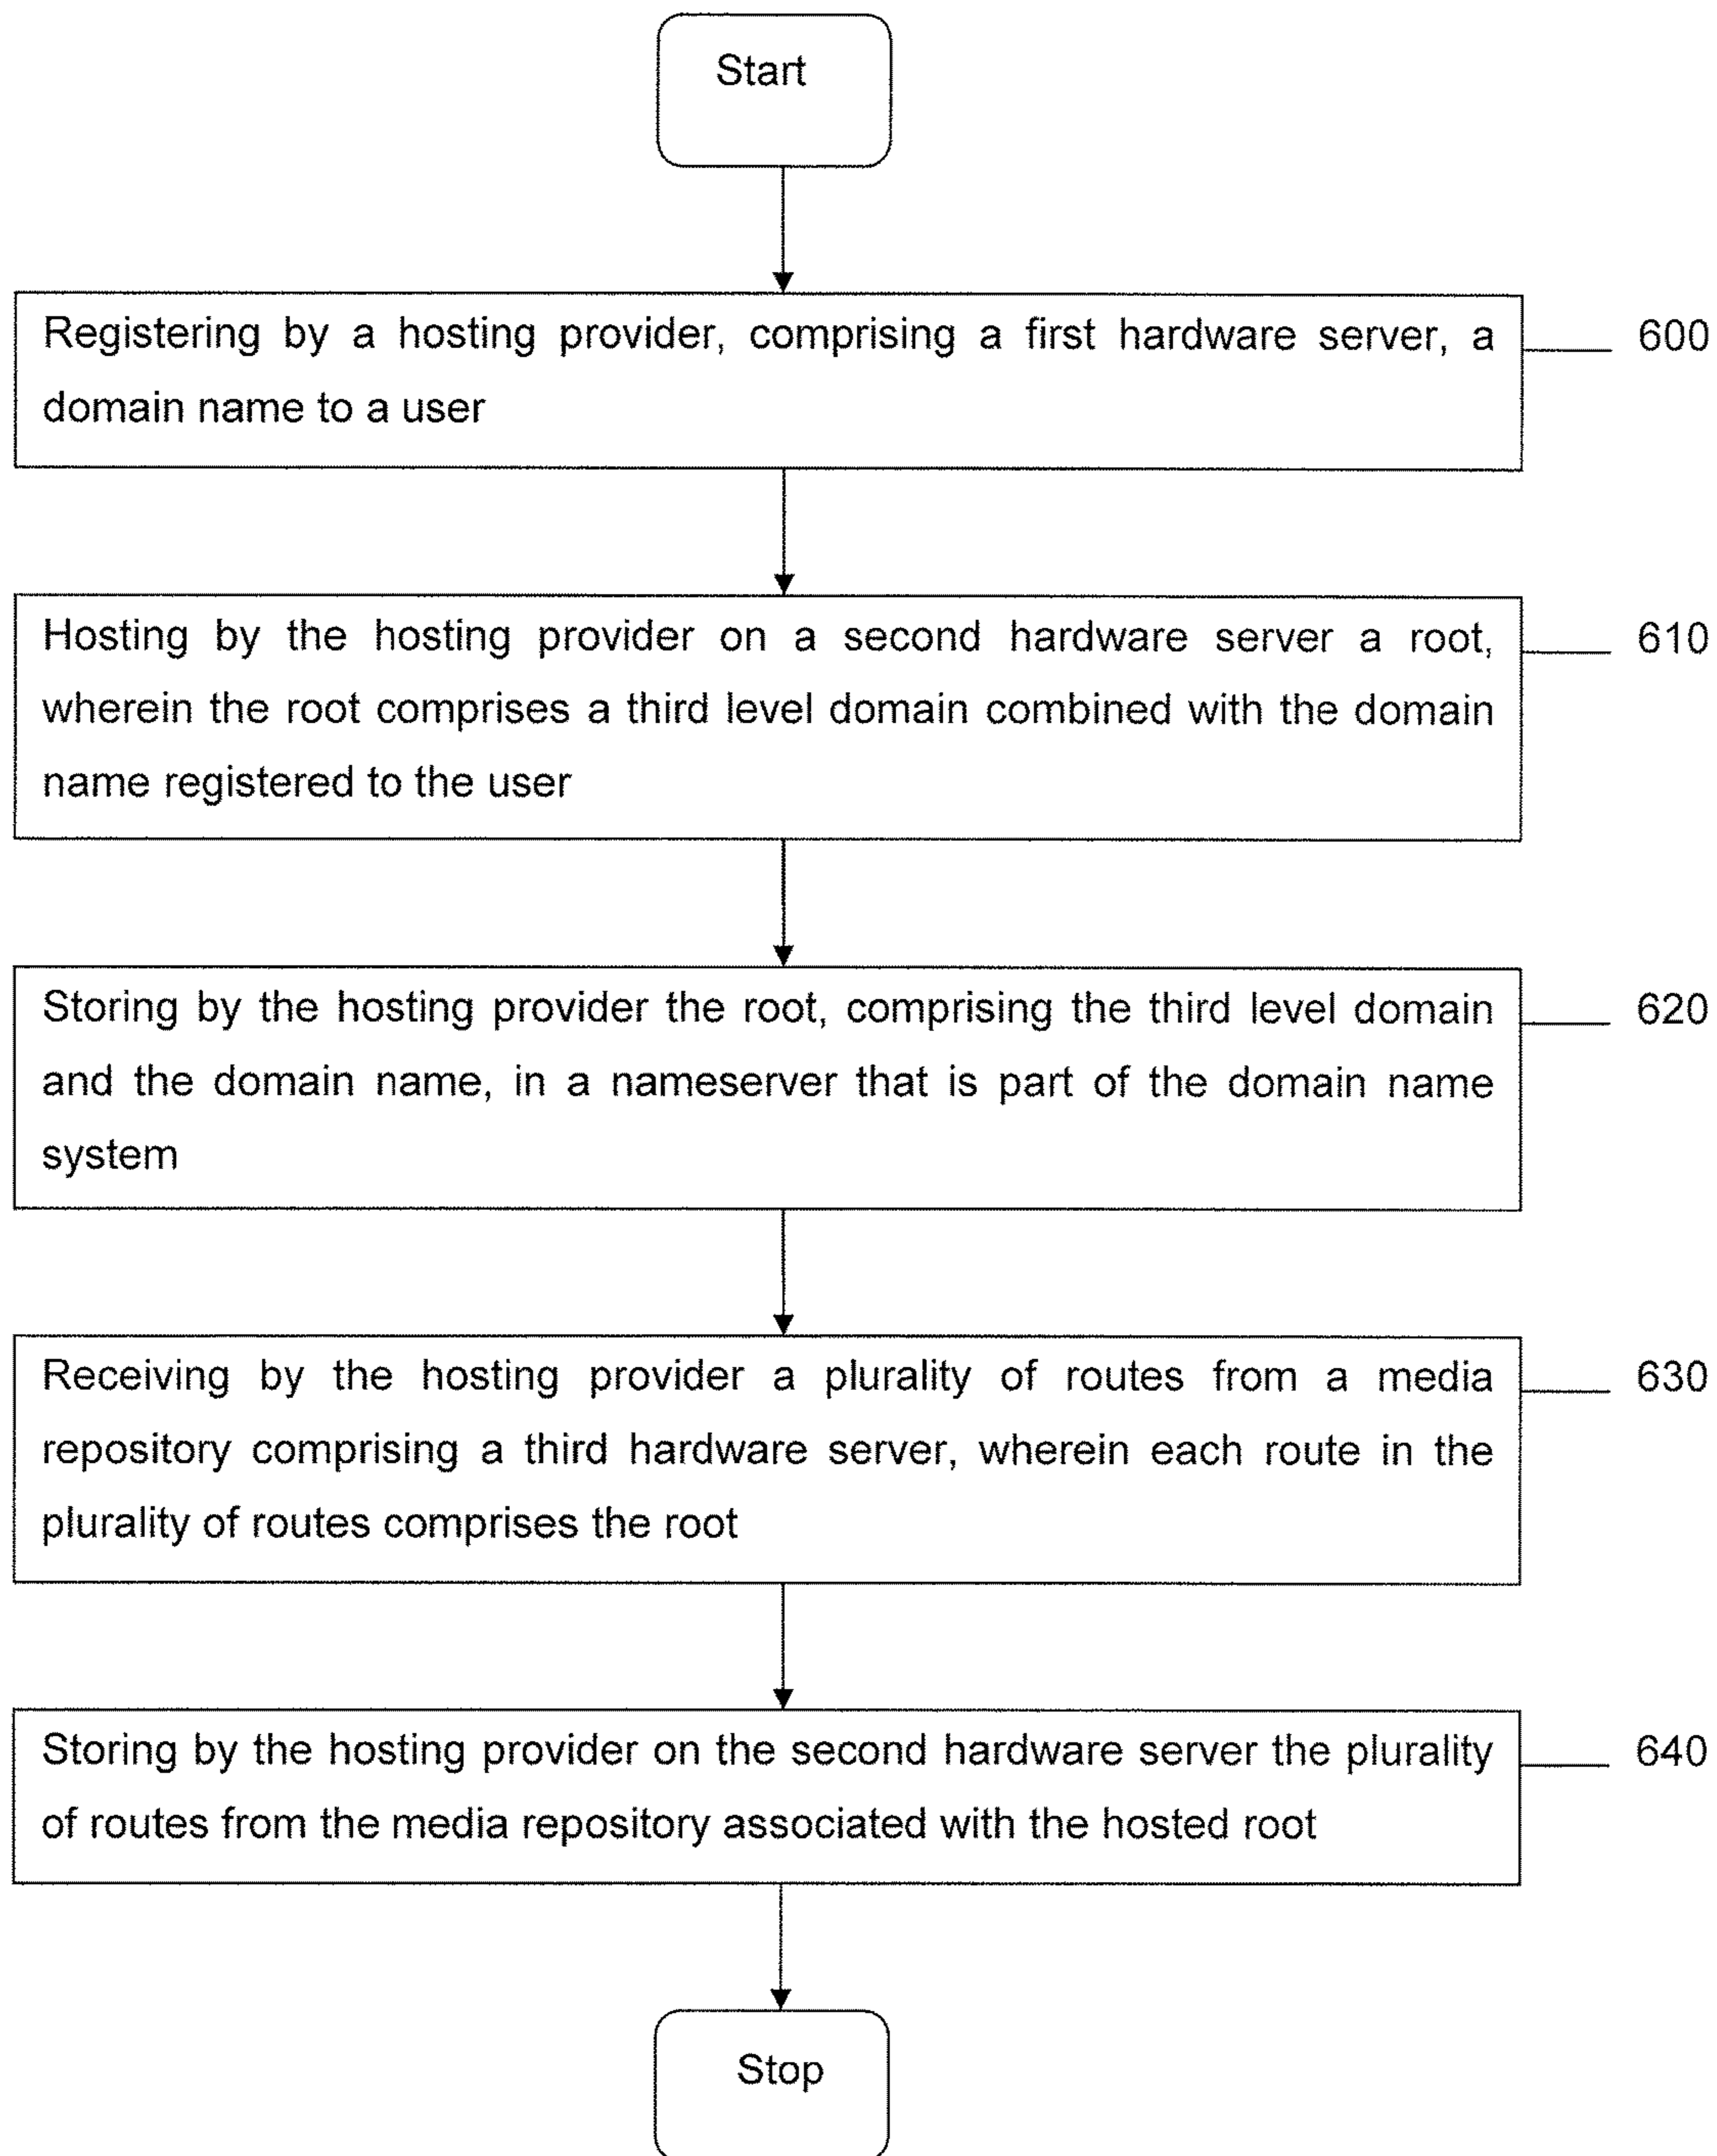 Start
Registering by a hosting provider, comprising a first hardware server, a
domain name to a user
600
Hosting by the hosting provider on a second hardware server a root,
wherein the root comprises a third level domain combined with the domain
name registered to the user
610
Storing by the hosting provider the root, comprising the third level domain
and the domain name, in a nameserver that is part of the domain name
system
620
Receiving by the hosting provider a plurality of routes from a media
repository comprising a third hardware server, wherein each route in the
plurality of routes comprises the root
630
Storing by the hosting provider on the second hardware server the plurality
of routes from the media repository associated with the hosted root
640
Stop